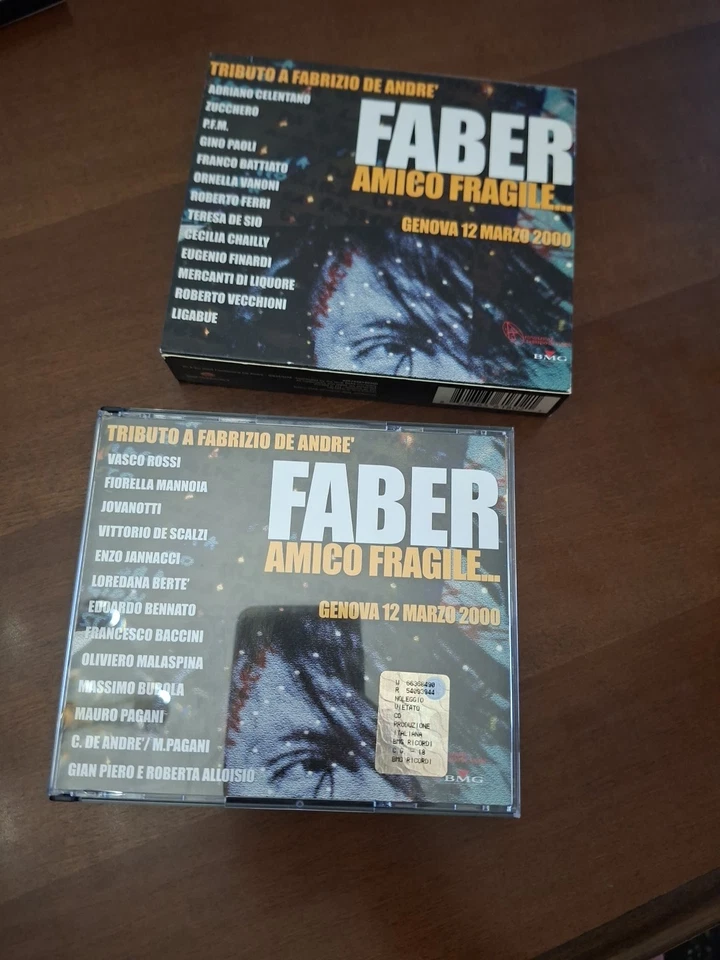 TRIBUTO A FABRIZIO DE ANDRE'
ADRIANO CELENTANO
ZUCCHERO
P.F.M.
GINO PAOLI
FRANCO BATTIATO
ORNELLA VANONI
ROBERTO FERRI
TERESA DE SIO
CECILIA CHAILLY
EUGENIO FINARDI
MERCANTI DI LIQUORE
ROBERTO VECCHIONI
LIGABUE
FABER
AMICO FRAGILE...
GENOVA 12 MARZO 2000
BMG
TRIBUTO A FABRIZIO DE ANDRE'
VASCO ROSSI
FIORELLA MANNOIA
JOVANOTTI
VITTORIO DE SCALZI
ENZO JANNACCI
LOREDANA BERTE'
EDOARDO BENNATO
FRANCESCO BACCINI
OLIVIERO MALASPINA
MASSIMO BUBOLA
MAURO PAGANI
C. DE ANDRE'/ M.PAGANI
GIAN PIERO E ROBERTA ALLOISIO
FABER
AMICO FRAGILE...
GENOVA 12 MARZO 2000
NOLEGGIO
VIETATO
CD
PRODUZIONE
ITALIANA
BMG RICORDI
BMG RICORDI
BMG